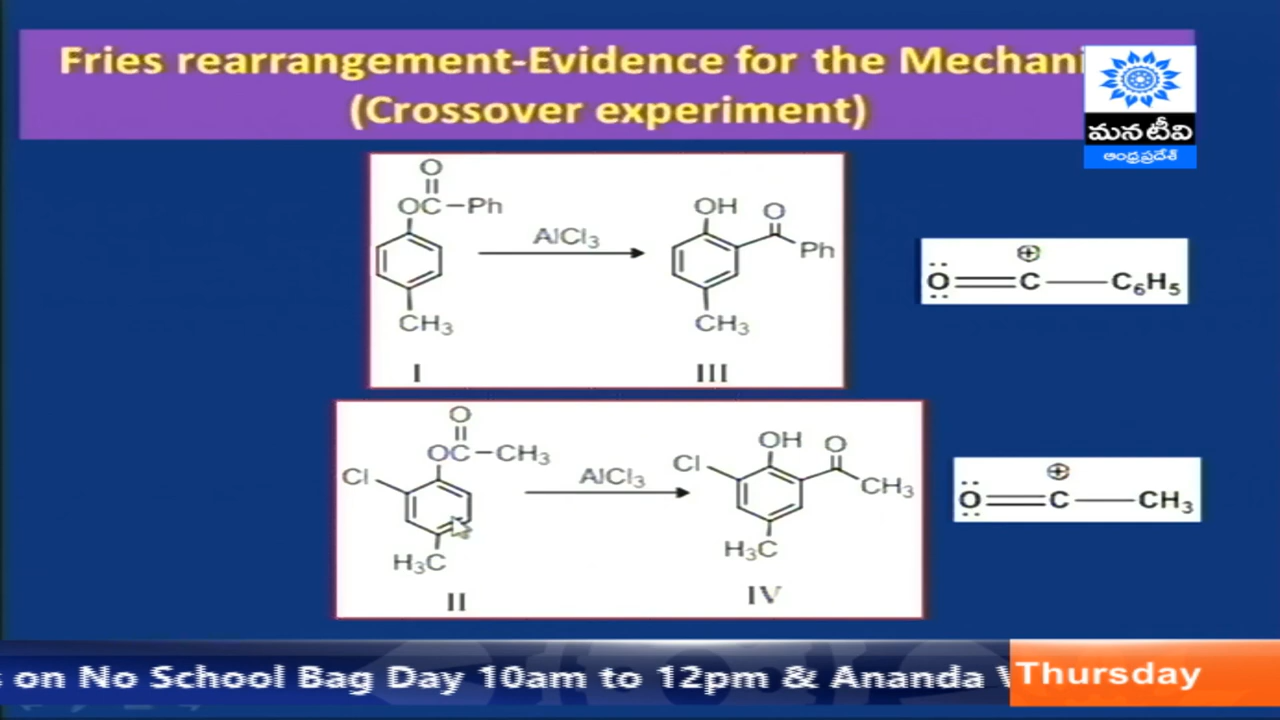 Fries rearrangement-Evidence for the Mechani
(Crossover experiment)
మన టీవి
ఆంధ్రప్రదేశ్
O
OC-Ph
AlCl₃
CH₃
I
OH
O
Ph
CH₃
III
⊕
O=C-C₆H₅
O
OC-CH₃
Cl
AlCl₃
H₃C
II
OH
O
Cl
CH₃
H₃C
IV
⊕
O=C-CH₃
on No School Bag Day 10am to 12pm & Ananda
Thursday